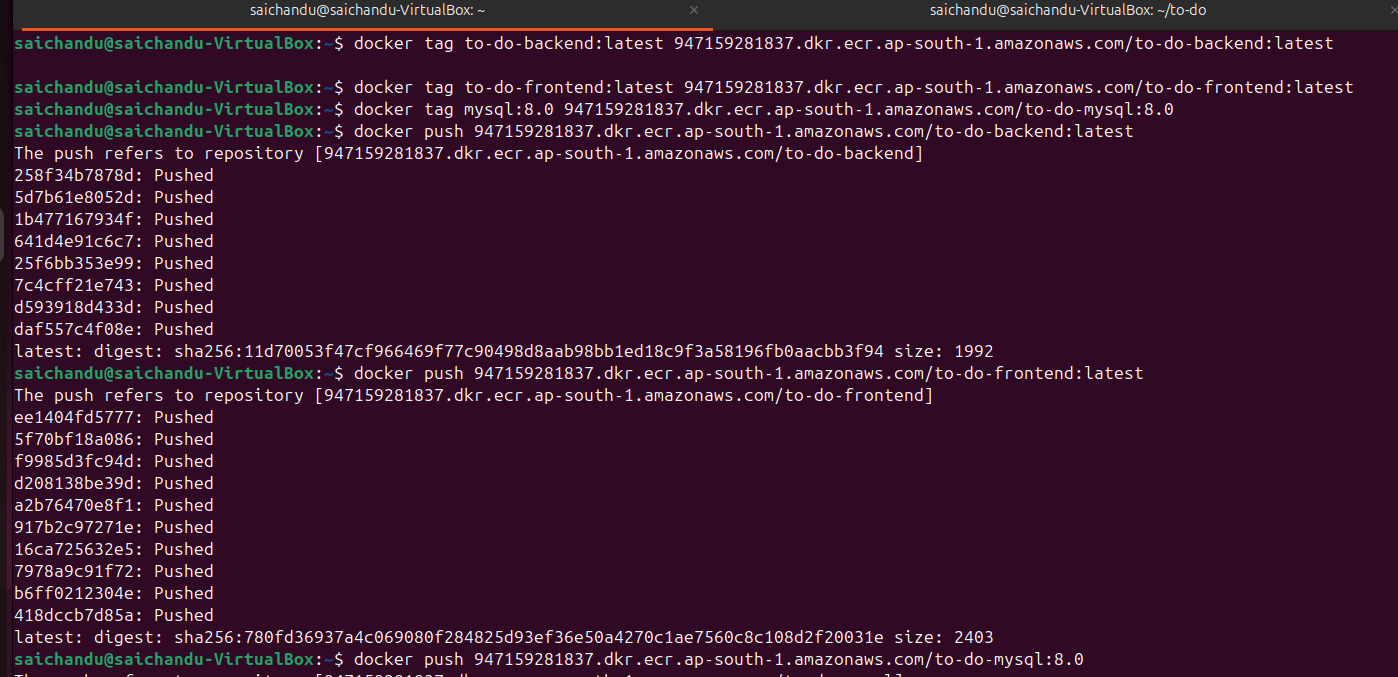 saichandu@saichandu-VirtualBox: ~ × saichandu@saichandu-VirtualBox: ~/to-do ×
saichandu@saichandu-VirtualBox:~$ docker tag to-do-backend:latest 947159281837.dkr.ecr.ap-south-1.amazonaws.com/to-do-backend:latest
saichandu@saichandu-VirtualBox:~$ docker tag to-do-frontend:latest 947159281837.dkr.ecr.ap-south-1.amazonaws.com/to-do-frontend:latest
saichandu@saichandu-VirtualBox:~$ docker tag mysql:8.0 947159281837.dkr.ecr.ap-south-1.amazonaws.com/to-do-mysql:8.0
saichandu@saichandu-VirtualBox:~$ docker push 947159281837.dkr.ecr.ap-south-1.amazonaws.com/to-do-backend:latest
The push refers to repository [947159281837.dkr.ecr.ap-south-1.amazonaws.com/to-do-backend]
258f34b7878d: Pushed
5d7b61e8052d: Pushed
1b477167934f: Pushed
641d4e91c6c7: Pushed
25f6bb353e99: Pushed
7c4cff21e743: Pushed
d593918d433d: Pushed
daf557c4f08e: Pushed
latest: digest: sha256:11d70053f47cf966469f77c90498d8aab98bb1ed18c9f3a58196fb0aacbb3f94 size: 1992
saichandu@saichandu-VirtualBox:~$ docker push 947159281837.dkr.ecr.ap-south-1.amazonaws.com/to-do-frontend:latest
The push refers to repository [947159281837.dkr.ecr.ap-south-1.amazonaws.com/to-do-frontend]
ee1404fd5777: Pushed
5f70bf18a086: Pushed
f9985d3fc94d: Pushed
d208138be39d: Pushed
a2b76470e8f1: Pushed
917b2c97271e: Pushed
16ca725632e5: Pushed
7978a9c91f72: Pushed
b6ff0212304e: Pushed
418dccb7d85a: Pushed
latest: digest: sha256:780fd36937a4c069080f284825d93ef36e50a4270c1ae7560c8c108d2f20031e size: 2403
saichandu@saichandu-VirtualBox:~$ docker push 947159281837.dkr.ecr.ap-south-1.amazonaws.com/to-do-mysql:8.0